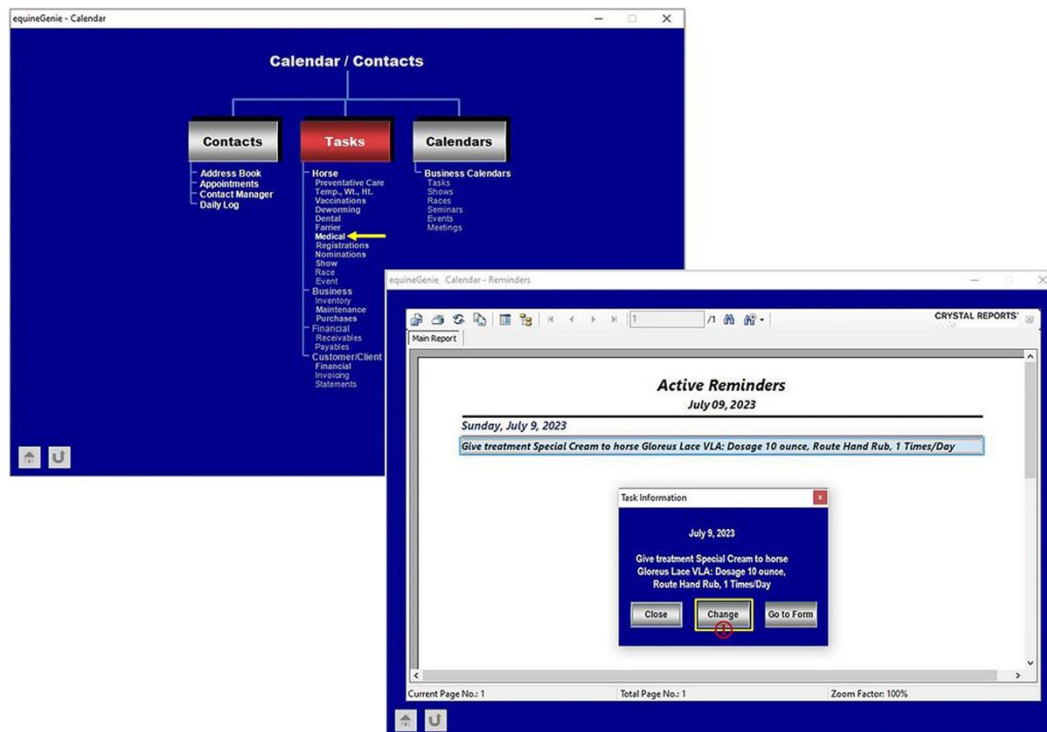 equineGenie - Calendar
Calendar / Contacts
Contacts
Tasks
Calendars
Address Book
Appointments
Contact Manager
Daily Log
Horse
Preventative Care
Temp., Wt., Ht.
Vaccinations
Deworming
Dental
Farrier
Medical
Registrations
Nominations
Show
Race
Event
Business
Inventory
Maintenance
Purchases
Financial
Receivables
Payables
Customer/Client
Financial
Invoicing
Statements
Business Calendars
Tasks
Shows
Races
Seminars
Events
Meetings
equineGenie Calendar - Reminders
1 /1
CRYSTAL REPORTS
Main Report
Active Reminders
July 09, 2023
Sunday, July 9, 2023
Give treatment Special Cream to horse Gloreus Lace VLA: Dosage 10 ounce, Route Hand Rub, 1 Times/Day
Task Information
x
July 9, 2023
Give treatment Special Cream to horse
Gloreus Lace VLA: Dosage 10 ounce,
Route Hand Rub, 1 Times/Day
Close Change Go to Form
1
Current Page No.: 1 Total Page No.: 1 Zoom Factor: 100%